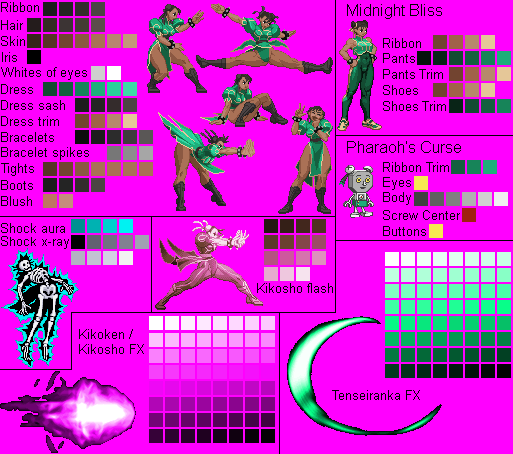 Ribbon
Hair
Skin
Iris
Whites of eyes
Dress
Dress sash
Dress trim
Bracelets
Bracelet spikes
Tights
Boots
Blush
Midnight Bliss
Ribbon
Pants
Pants Trim
Shoes
Shoes Trim
Pharaoh's Curse
Ribbon Trim
Eyes
Body
Screw Center
Buttons
Shock aura
Shock x-ray
Kikosho flash
Kikoken /
Kikosho FX
Tenseiranka FX